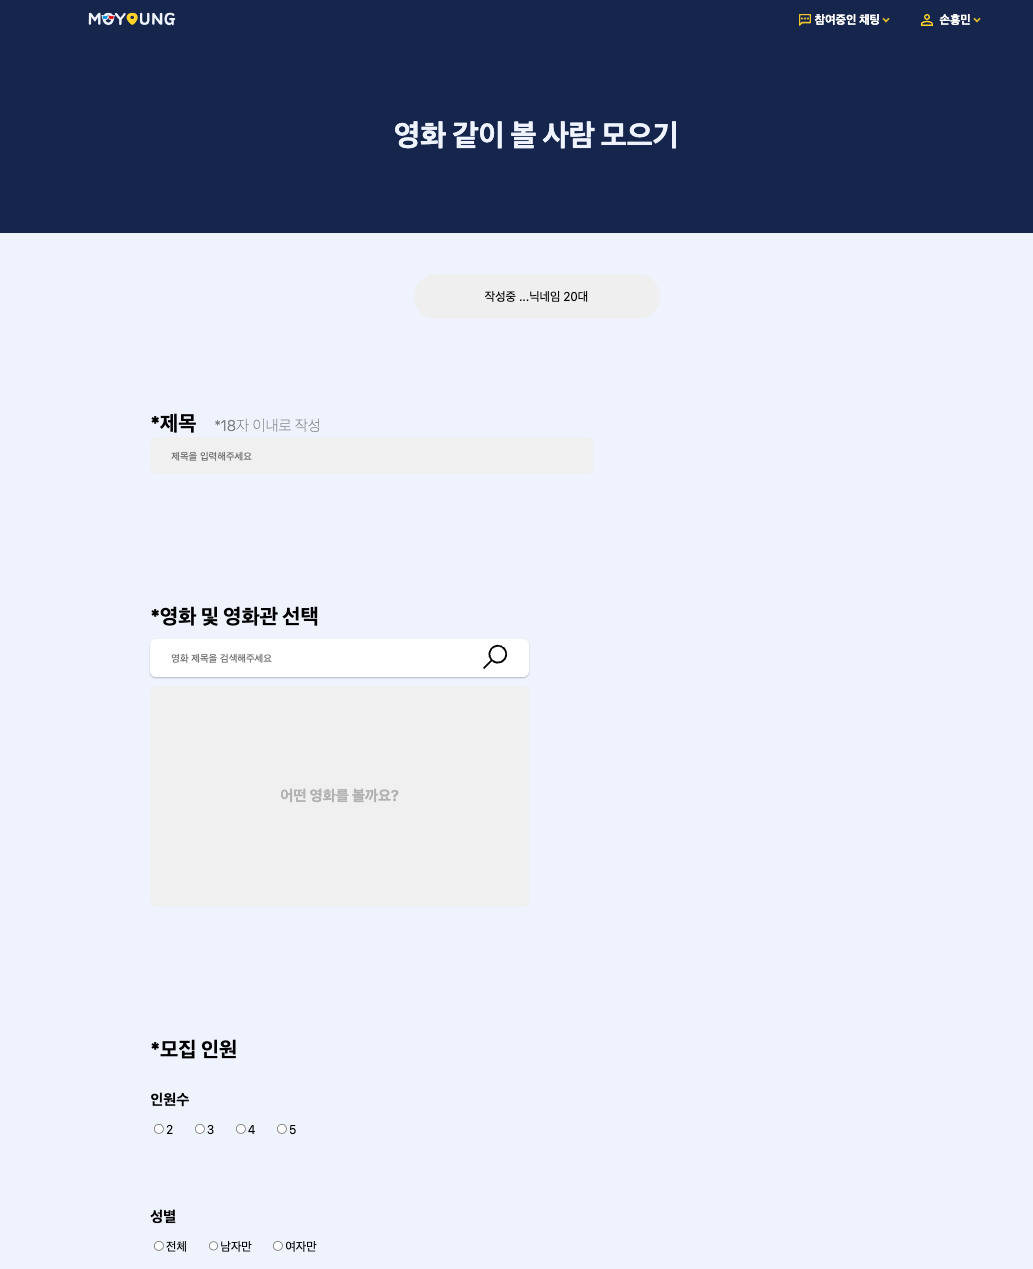 MOYOUNG
참여중인 채팅
손흥민
영화 같이 볼 사람 모으기
작성중 ...닉네임 20대
*제목 *18자 이내로 작성
제목을 입력해주세요
*영화 및 영화관 선택
영화 제목을 검색해주세요
어떤 영화를 볼까요?
*모집 인원
인원수
2 3 4 5
성별
전체 남자만 여자만